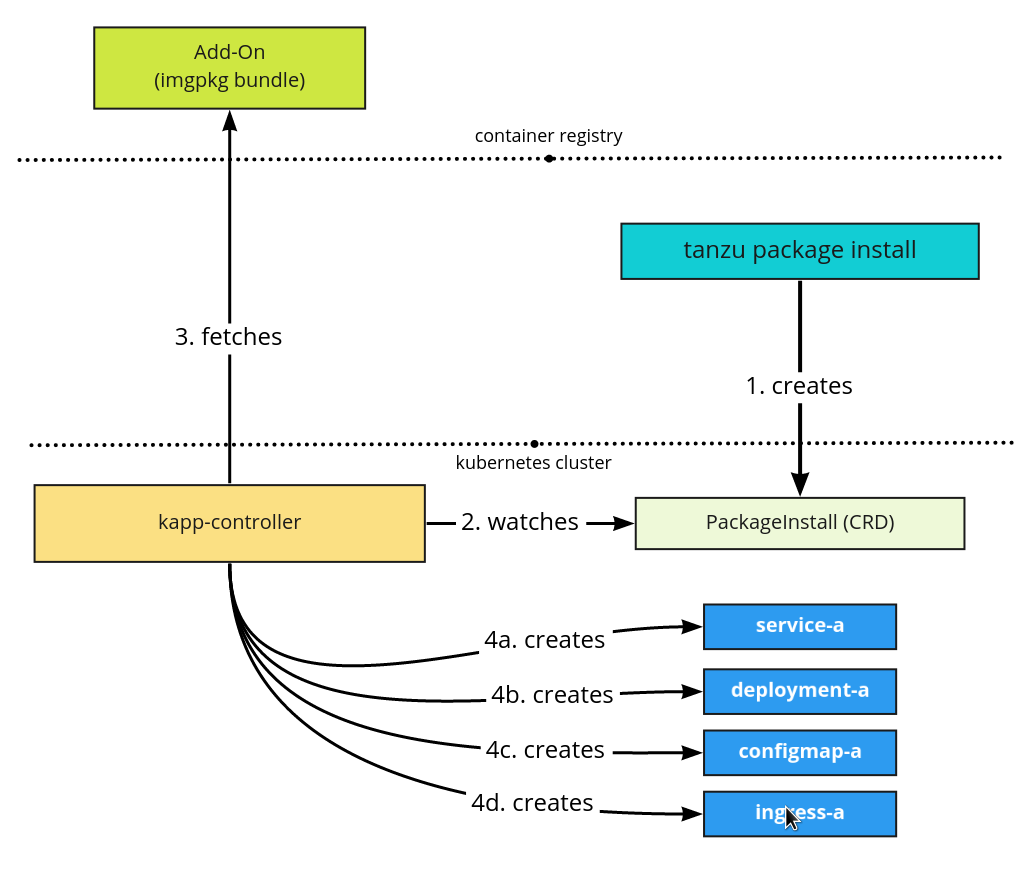 Add-On
(imgpkg bundle)
container registry
tanzu package install
3. fetches
1. creates
kubernetes cluster
kapp-controller
2. watches
PackageInstall (CRD)
4a. creates
service-a
4b. creates
deployment-a
4c. creates
configmap-a
4d. creates
ingress-a